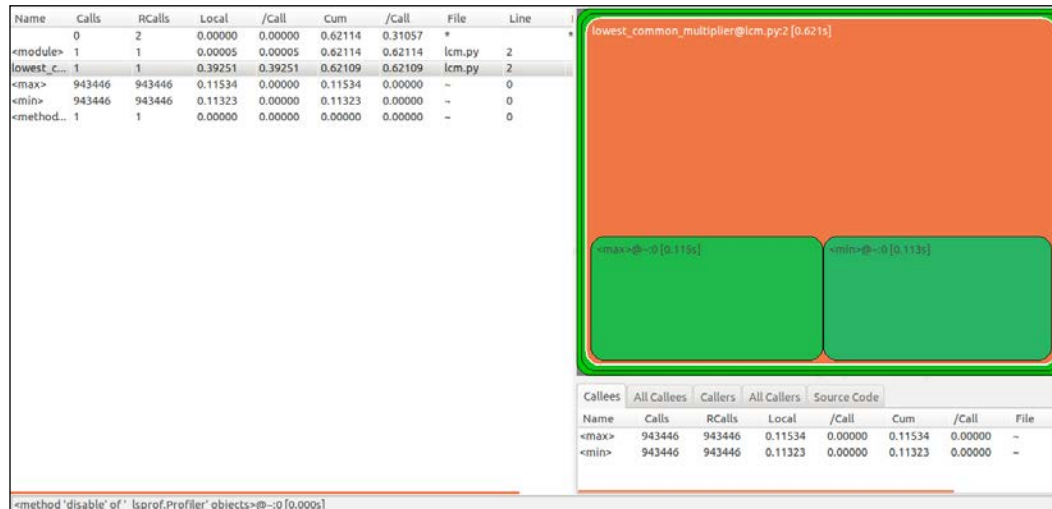 Name Calls RCalls Local /Call Cum /Call File Line
0 2 0.00000 0.00000 0.62114 0.31057 * *
<module> 1 1 0.00005 0.00005 0.62114 0.62114 lcm.py 2
lowest_c... 1 1 0.39251 0.39251 0.62109 0.62109 lcm.py 2
<max> 943446 943446 0.11534 0.00000 0.11534 0.00000 ~ 0
<min> 943446 943446 0.11323 0.00000 0.11323 0.00000 ~ 0
<method... 1 1 0.00000 0.00000 0.00000 0.00000 ~ 0
lowest_common_multiplier@lcm.py:2 [0.621s]
<max>@~:0 [0.115s] <min>@~:0 [0.113s]
Callees All Callees Callers All Callers Source Code
Name Calls RCalls Local /Call Cum /Call File
<max> 943446 943446 0.11534 0.00000 0.11534 0.00000 ~
<min> 943446 943446 0.11323 0.00000 0.11323 0.00000 ~
<method 'disable' of '_lsprof.Profiler' objects>@~:0 [0.000s]